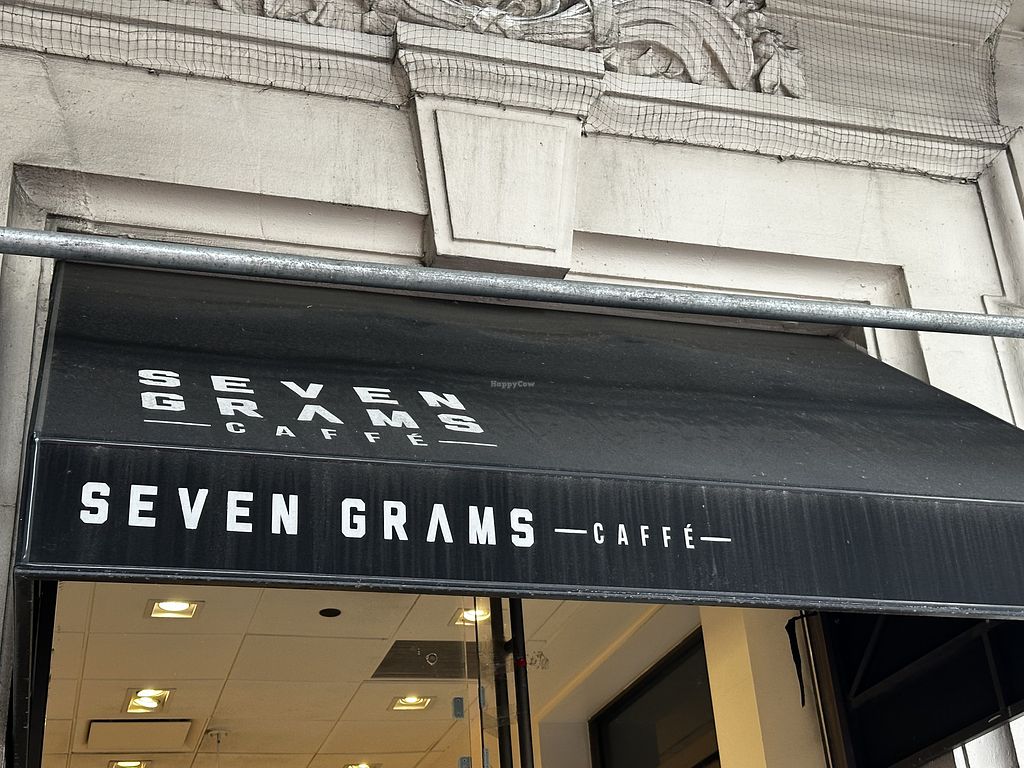 HappyCow
SEVEN
GRAMS
—CAFFÉ—
SEVEN GRAMS —CAFFÉ—